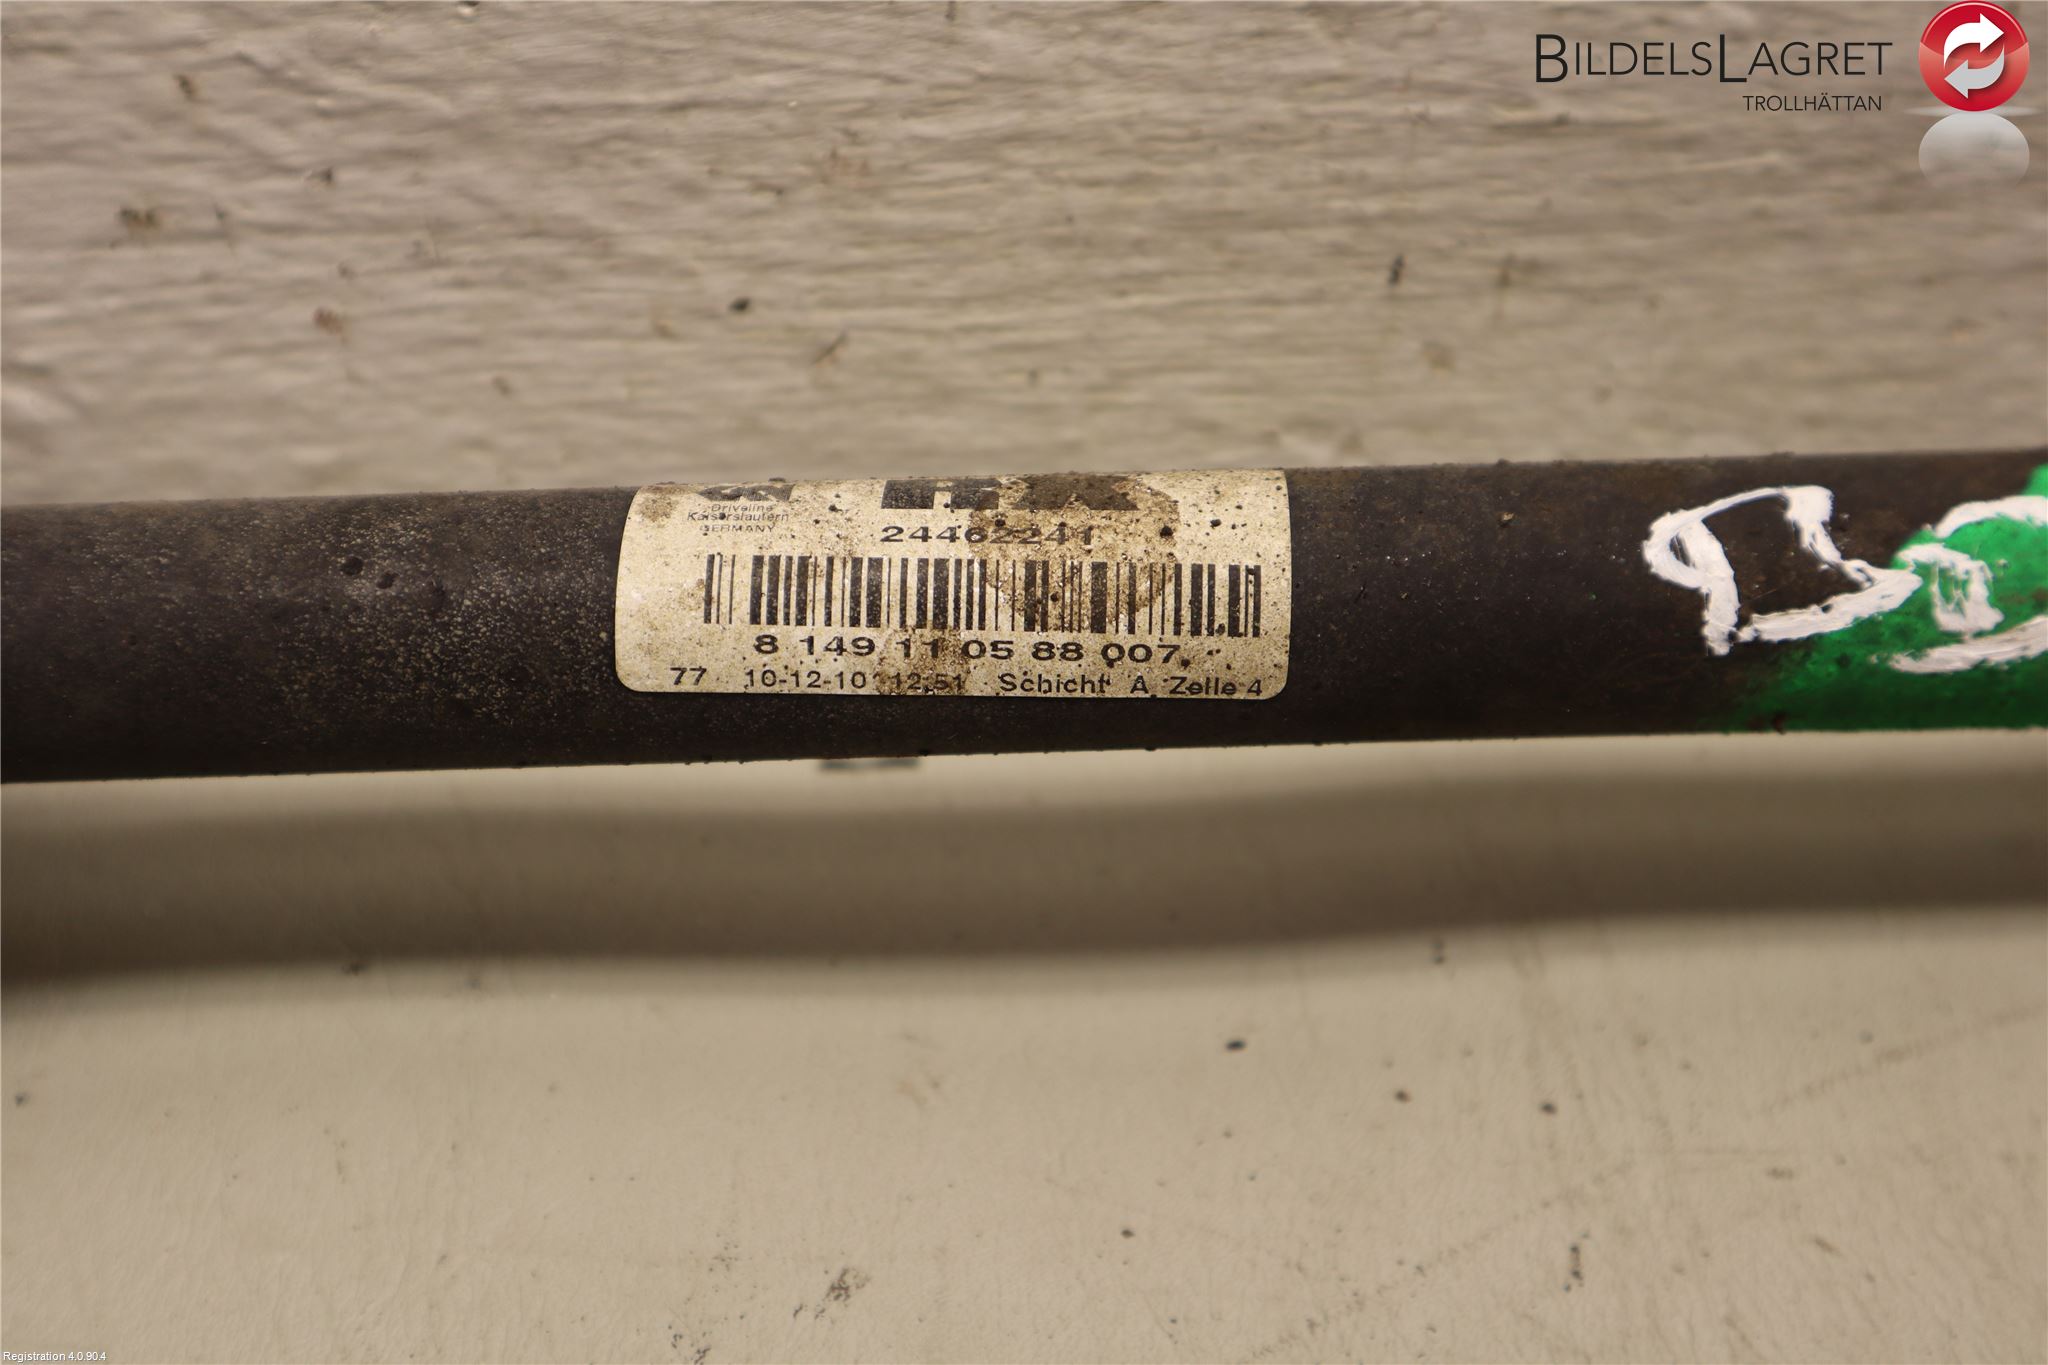 BILDELSLAGRET
TROLLHÄTTAN
Driveline
Kaiserslautern
GERMANY
24462241
8 149 11 05 88 007
77 10-12-10 12:51 Schicht A Zelle 4
Registration 4.0.90.4